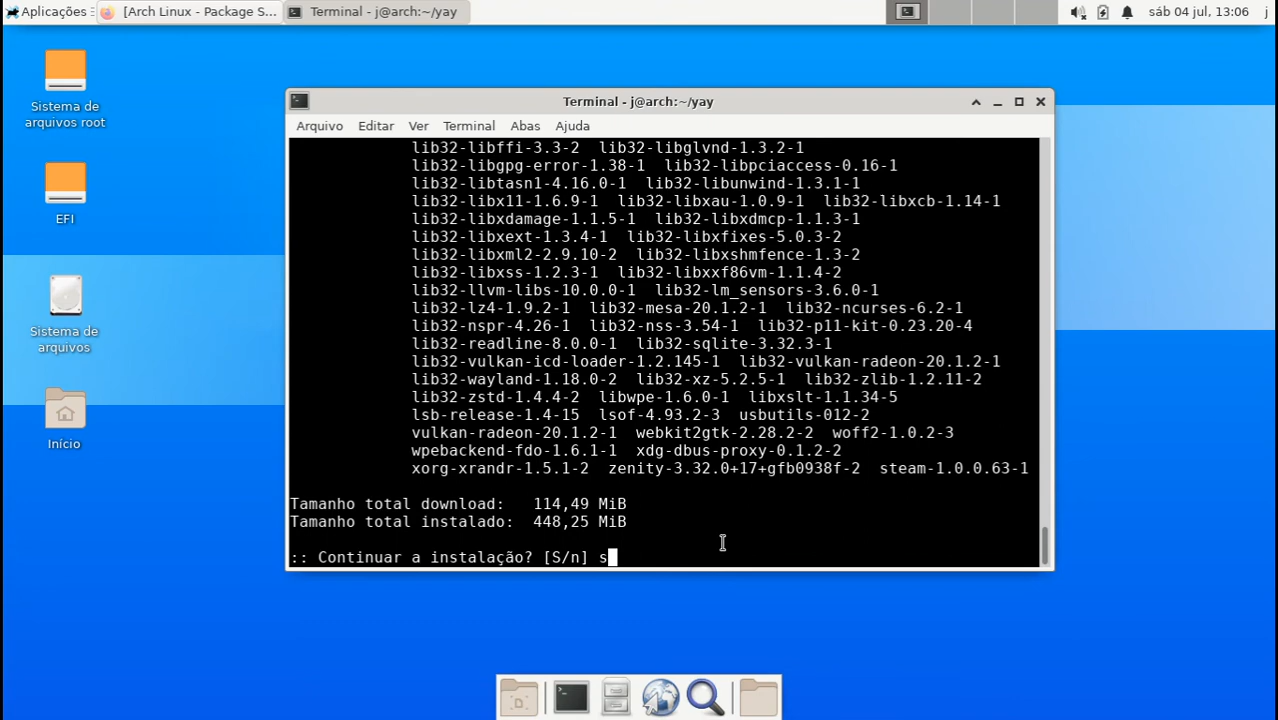 Aplicações
[Arch Linux - Package S...
Terminal - j@arch:~/yay
sáb 04 jul, 13:06
j
Sistema de
arquivos root
EFI
Sistema de
arquivos
Início
Terminal - j@arch:~/yay
Arquivo Editar Ver Terminal Abas Ajuda
lib32-libffi-3.3-2 lib32-libglvnd-1.3.2-1
lib32-libgpg-error-1.38-1 lib32-libpciaccess-0.16-1
lib32-libtasn1-4.16.0-1 lib32-libunwind-1.3.1-1
lib32-libx11-1.6.9-1 lib32-libxau-1.0.9-1 lib32-libxcb-1.14-1
lib32-libxdamage-1.1.5-1 lib32-libxdmcp-1.1.3-1
lib32-libxext-1.3.4-1 lib32-libxfixes-5.0.3-2
lib32-libxml2-2.9.10-2 lib32-libxshmfence-1.3-2
lib32-libxss-1.2.3-1 lib32-libxxf86vm-1.1.4-2
lib32-llvm-libs-10.0.0-1 lib32-lm_sensors-3.6.0-1
lib32-lz4-1.9.2-1 lib32-mesa-20.1.2-1 lib32-ncurses-6.2-1
lib32-nspr-4.26-1 lib32-nss-3.54-1 lib32-p11-kit-0.23.20-4
lib32-readline-8.0.0-1 lib32-sqlite-3.32.3-1
lib32-vulkan-icd-loader-1.2.145-1 lib32-vulkan-radeon-20.1.2-1
lib32-wayland-1.18.0-2 lib32-xz-5.2.5-1 lib32-zlib-1.2.11-2
lib32-zstd-1.4.4-2 libwpe-1.6.0-1 libxslt-1.1.34-5
lsb-release-1.4-15 lsof-4.93.2-3 usbutils-012-2
vulkan-radeon-20.1.2-1 webkit2gtk-2.28.2-2 woff2-1.0.2-3
wpebackend-fdo-1.6.1-1 xdg-dbus-proxy-0.1.2-2
xorg-xrandr-1.5.1-2 zenity-3.32.0+17+gfb0938f-2 steam-1.0.0.63-1
Tamanho total download: 114,49 MiB
Tamanho total instalado: 448,25 MiB
:: Continuar a instalação? [S/n] s